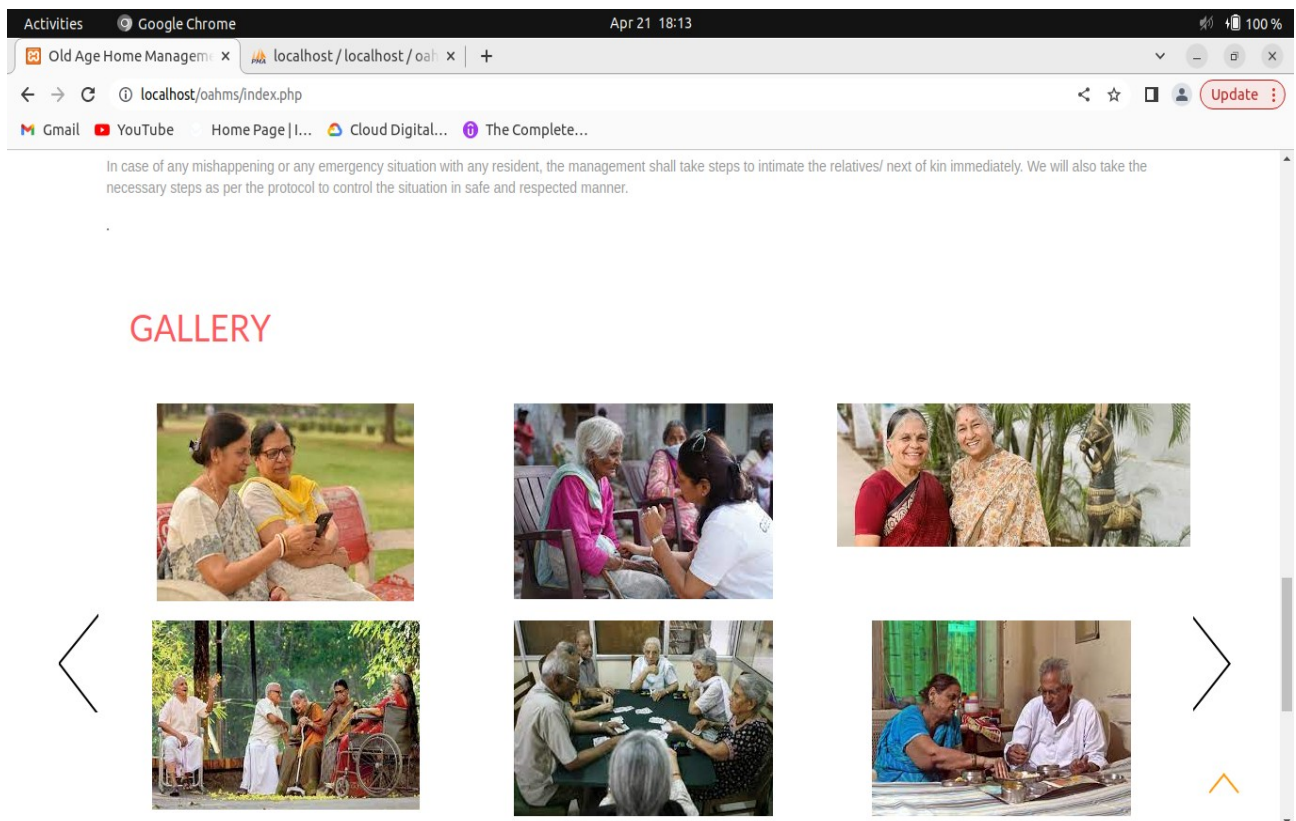 Activities Google Chrome Apr 21 18:13 100 %
Old Age Home Manageme localhost / localhost / oah
localhost/oahms/index.php Update
Gmail YouTube Home Page | I... Cloud Digital... The Complete...
In case of any mishappening or any emergency situation with any resident, the management shall take steps to intimate the relatives/ next of kin immediately. We will also take the
necessary steps as per the protocol to control the situation in safe and respected manner.
.
GALLERY